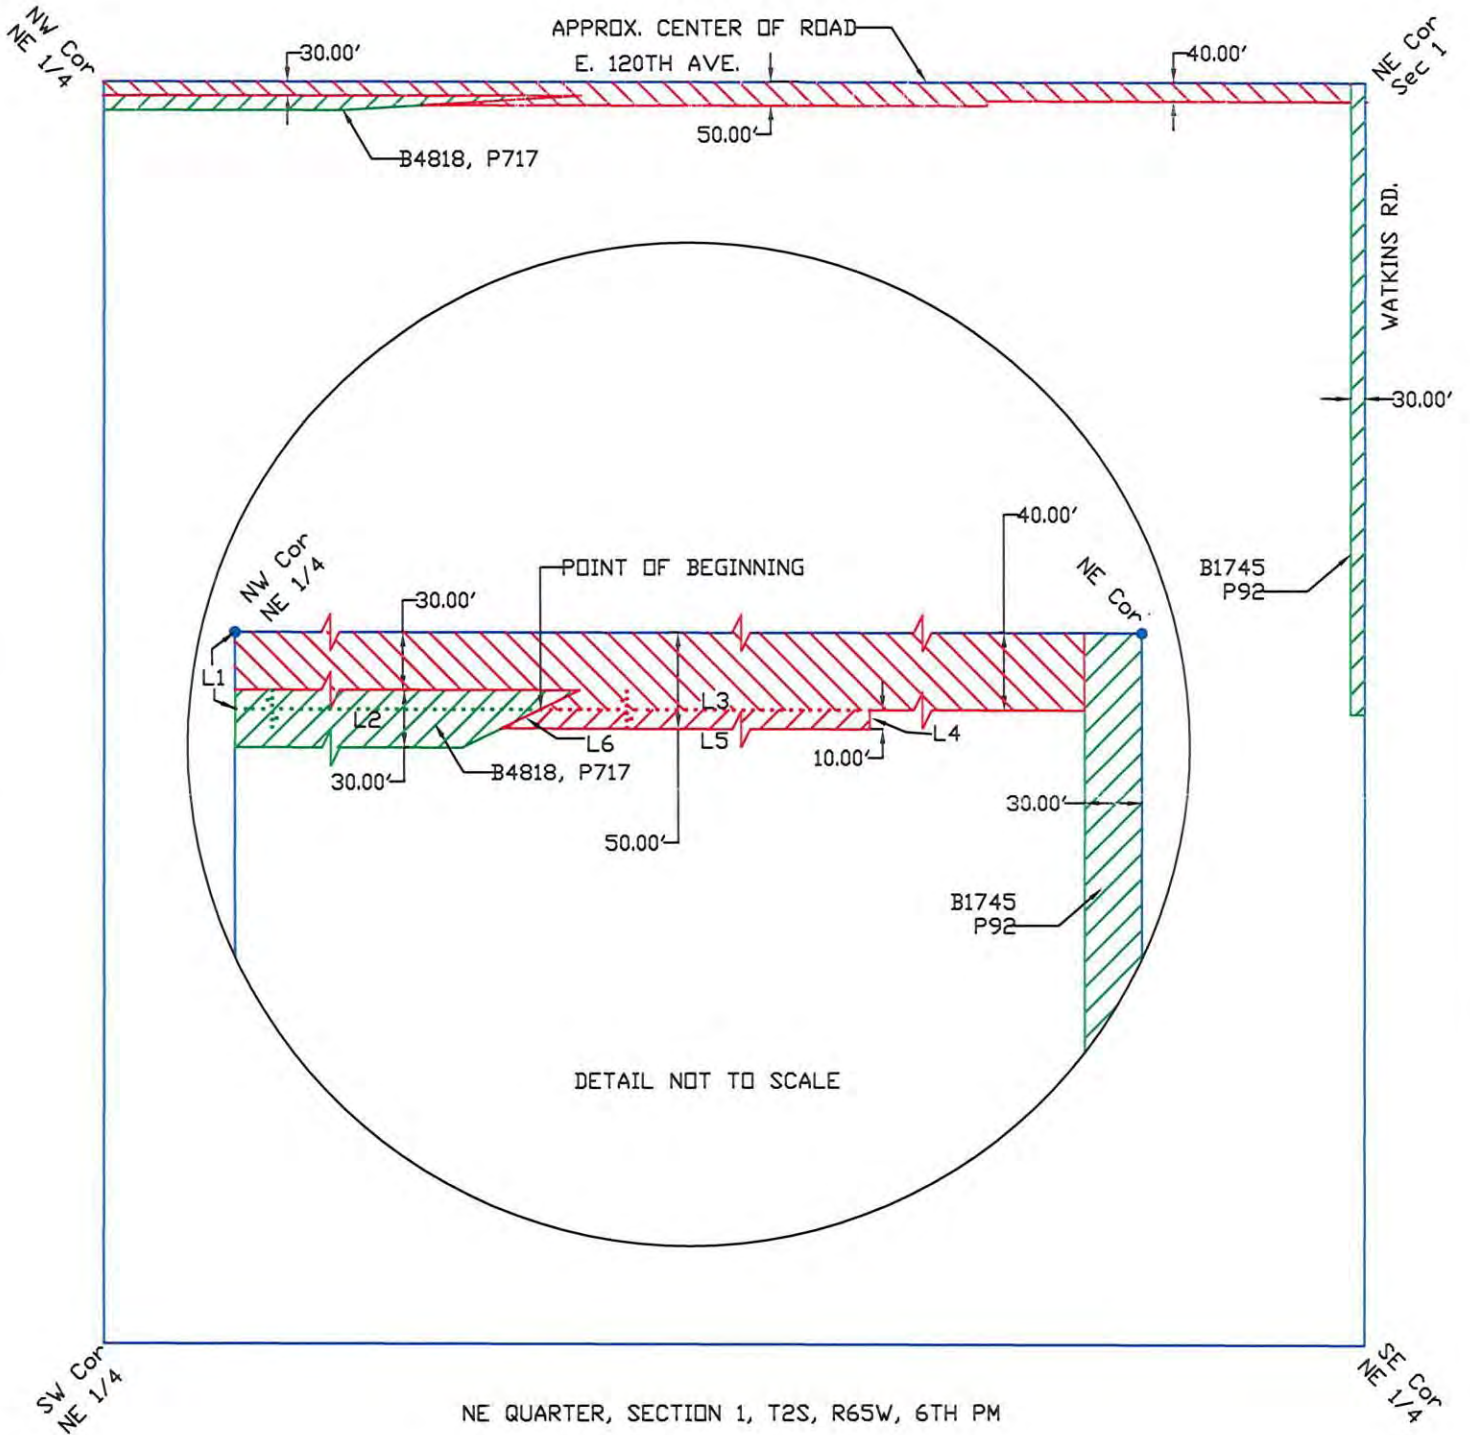 NW Cor
NE 1/4
APPROX. CENTER OF ROAD
30.00'
E. 120TH AVE.
40.00'
NE Cor
Sec 1
50.00'
B4818, P717
WATKINS RD.
30.00'
40.00'
NW Cor
NE 1/4
POINT OF BEGINNING
NE Cor
B1745
P92
30.00'
L1
L2
L3
L4
L5
L6
10.00'
30.00'
B4818, P717
30.00'
50.00'
B1745
P92
DETAIL NOT TO SCALE
SW Cor
NE 1/4
SE Cor
NE 1/4
NE QUARTER, SECTION 1, T2S, R65W, 6TH PM